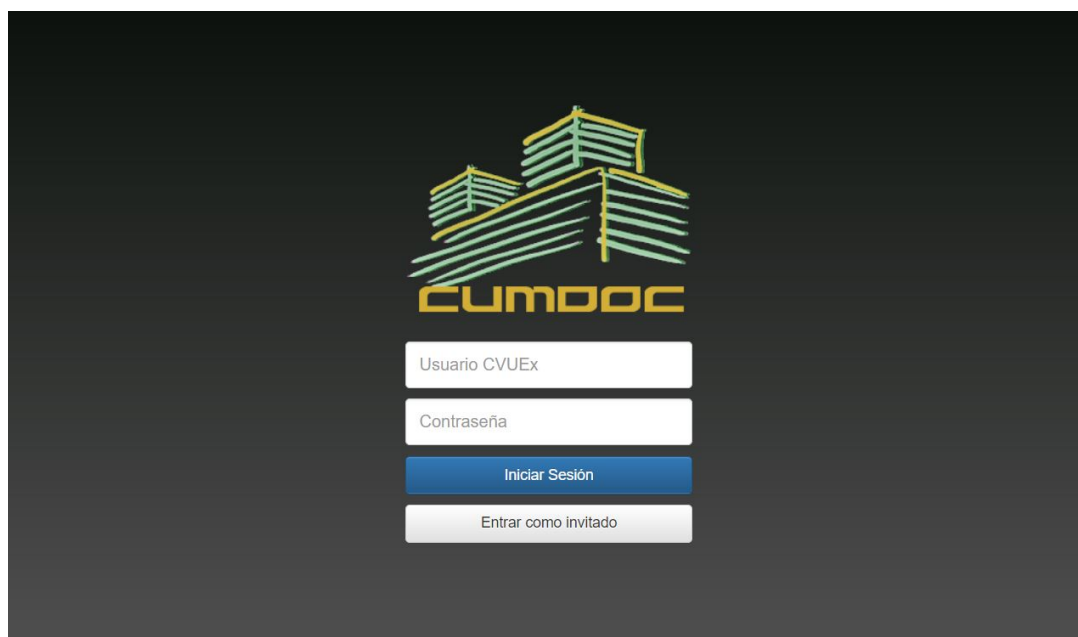 CUMDOC
Usuario CVUEx
Contraseña
Iniciar Sesión
Entrar como invitado